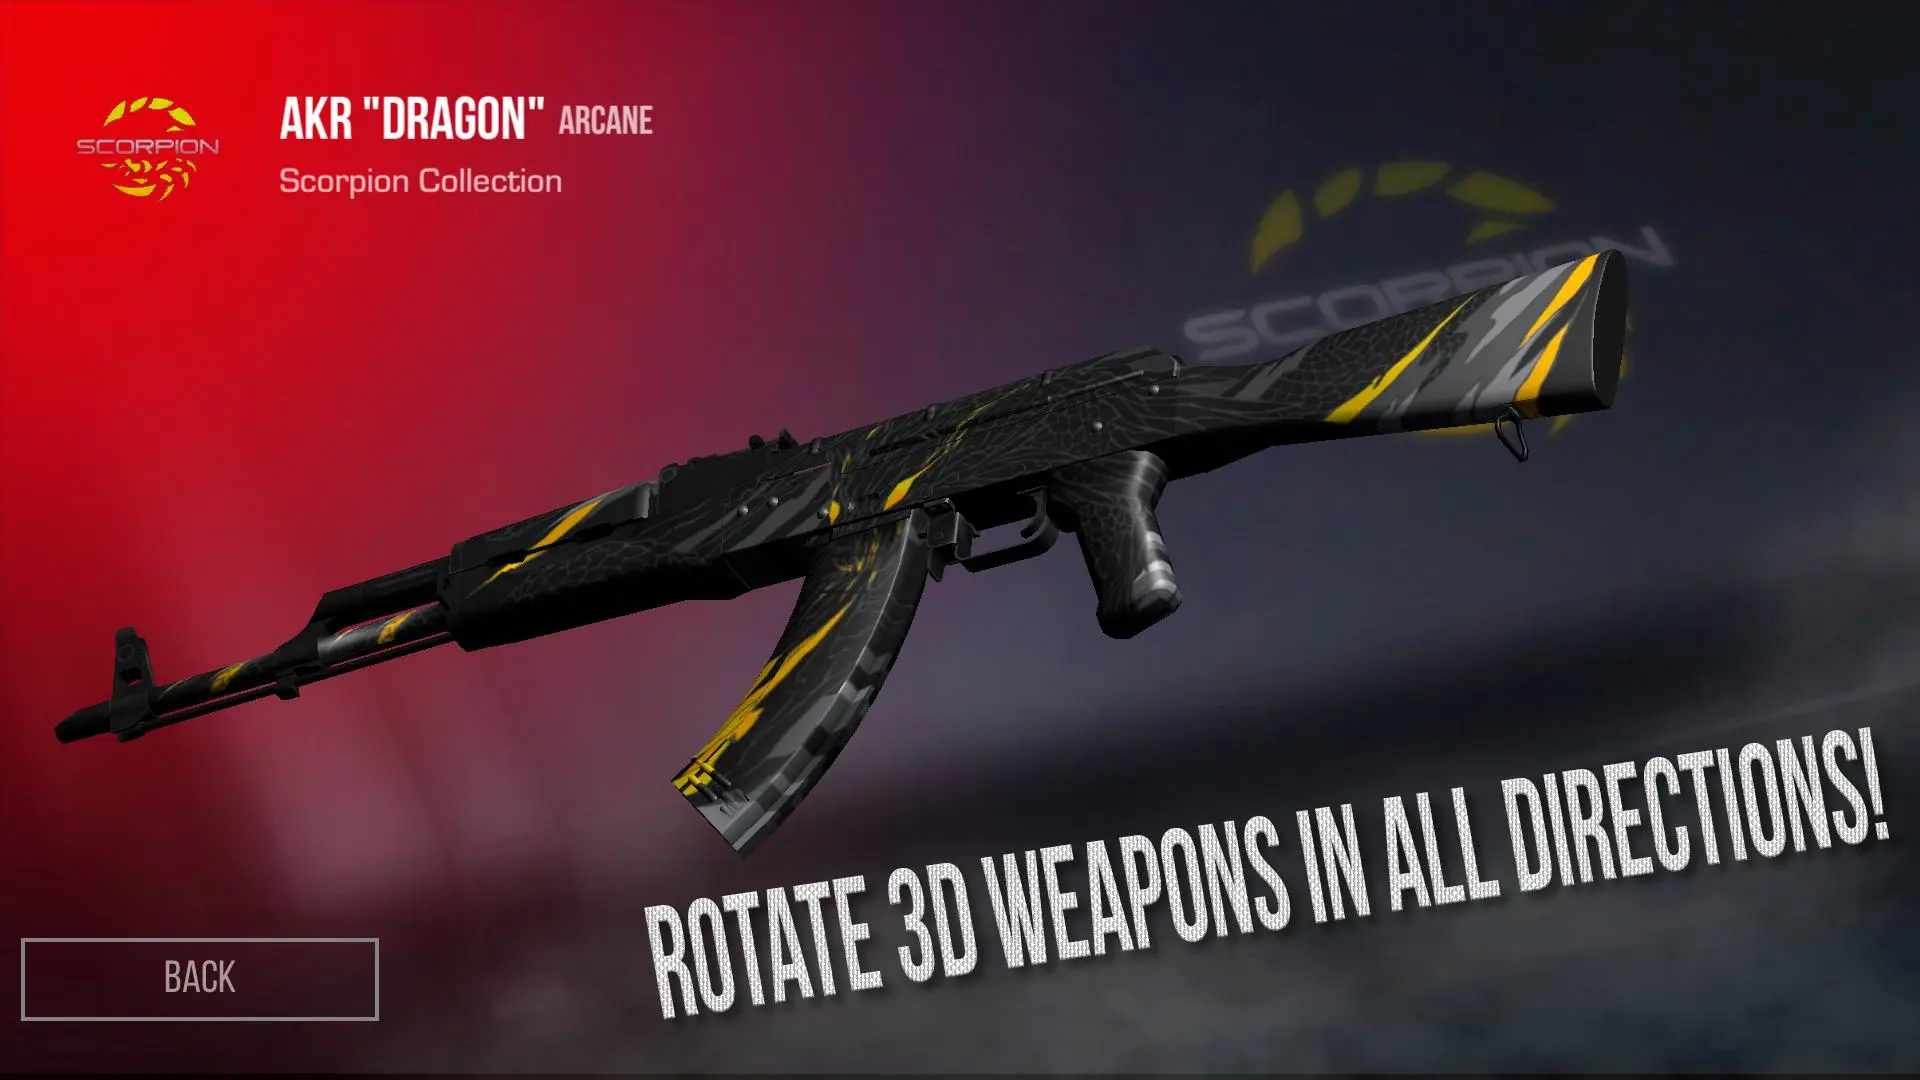 SCORPION
AKR "DRAGON" ARCANE
Scorpion Collection
SCORPION
ROTATE 3D WEAPONS IN ALL DIRECTIONS!
BACK